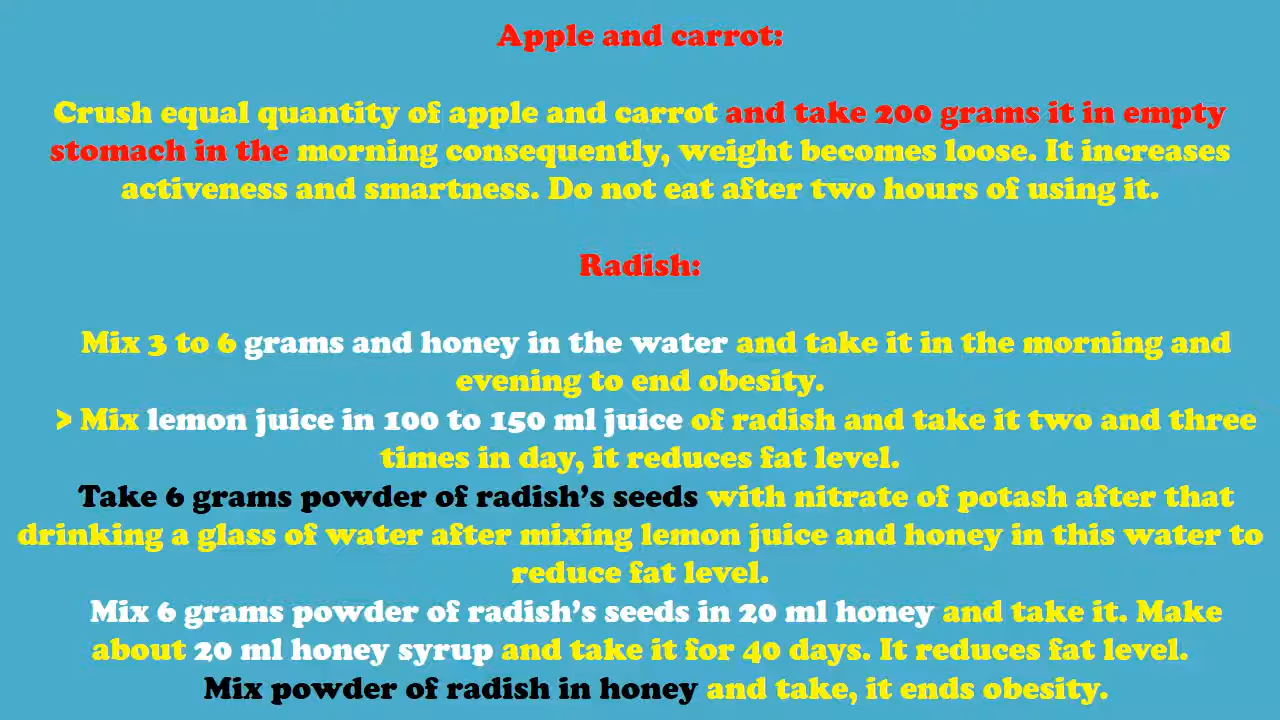 Apple and carrot:
Crush equal quantity of apple and carrot and take 200 grams it in empty
stomach in the morning consequently, weight becomes loose. It increases
activeness and smartness. Do not eat after two hours of using it.
Radish:
Mix 3 to 6 grams and honey in the water and take it in the morning and
evening to end obesity.
> Mix lemon juice in 100 to 150 ml juice of radish and take it two and three
times in day, it reduces fat level.
Take 6 grams powder of radish’s seeds with nitrate of potash after that
drinking a glass of water after mixing lemon juice and honey in this water to
reduce fat level.
Mix 6 grams powder of radish’s seeds in 20 ml honey and take it. Make
about 20 ml honey syrup and take it for 40 days. It reduces fat level.
Mix powder of radish in honey and take, it ends obesity.